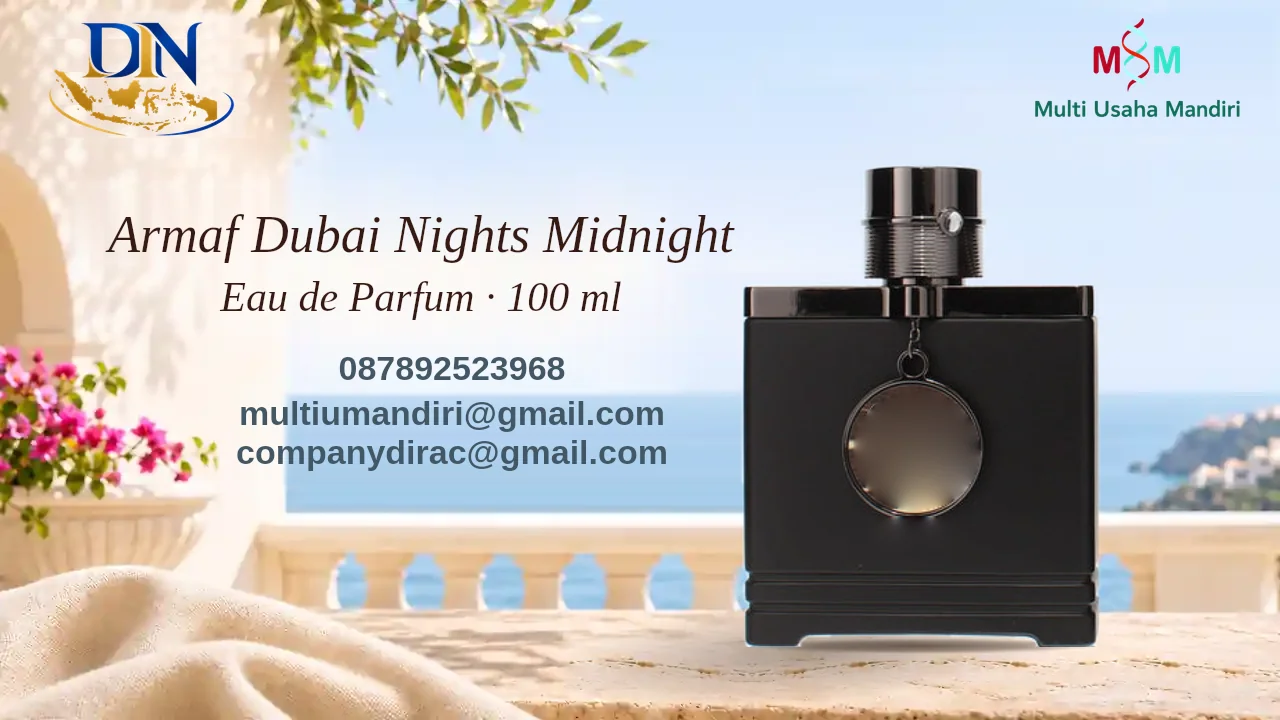 DIN
MSM
Multi Usaha Mandiri
Armaf Dubai Nights Midnight
Eau de Parfum · 100 ml
087892523968
multiumandiri@gmail.com
companydirac@gmail.com